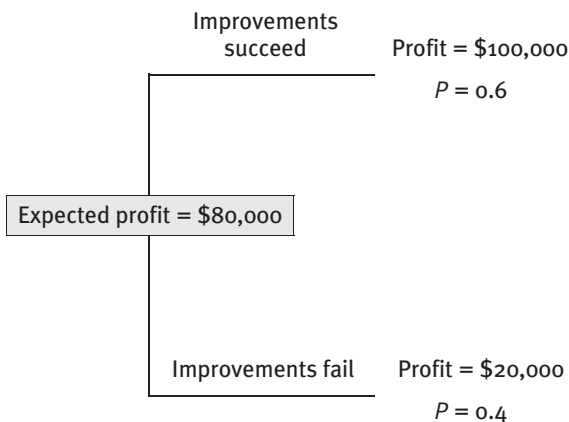 Improvements
succeed
Profit = $100,000
P = 0.6
Expected profit = $80,000
Improvements fail
Profit = $20,000
P = 0.4